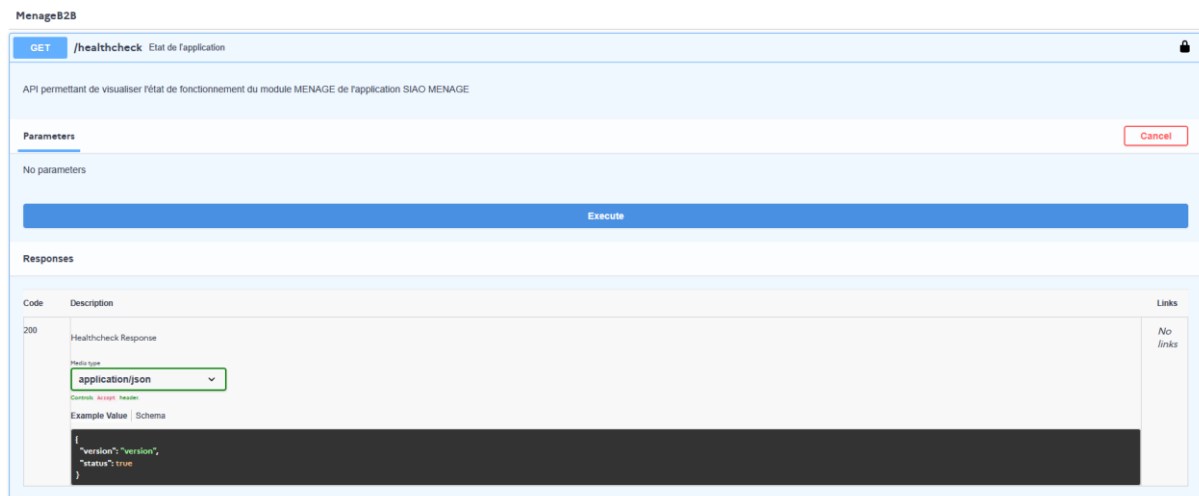 MenageB2B
GET /healthcheck Etat de l'application
API permettant de visualiser l'état de fonctionnement du module MENAGE de l'application SIAO MENAGE
Parameters Cancel
No parameters
Execute
Responses
Code Description Links
200 Healthcheck Response No links
Media type
application/json
Controls Accept header.
Example Value Schema
{
"version": "version",
"status": true
}